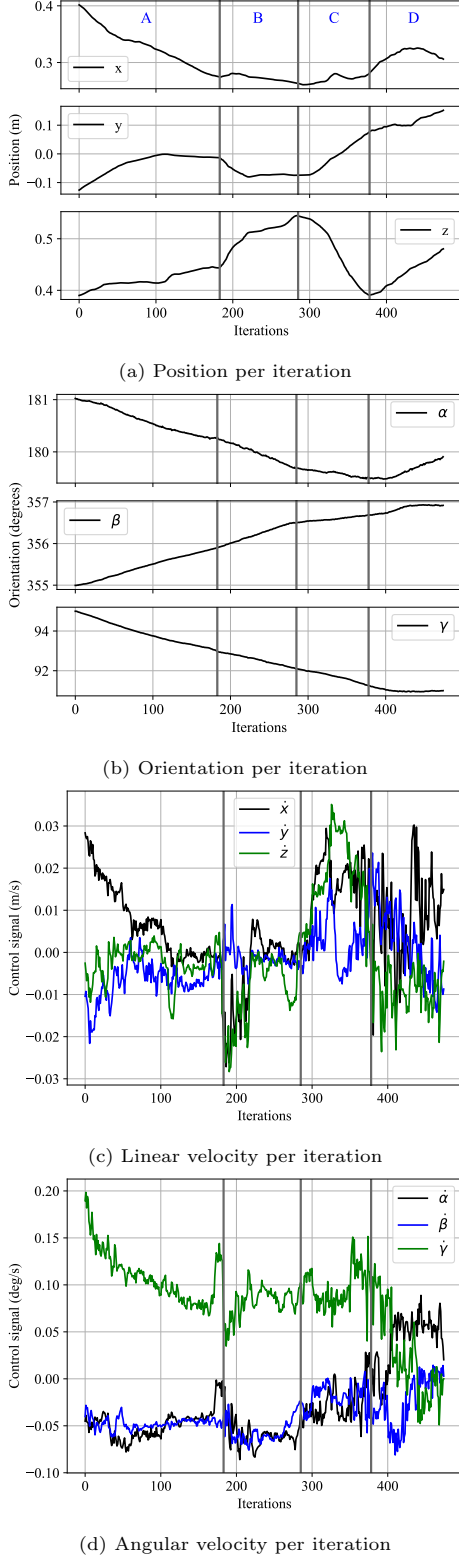 A B C D
0.4
0.3
x
Position (m)
0.1
0.0
−0.1
y
0.5
0.4
z
0 100 200 300 400
Iterations
(a) Position per iteration
181
180
α
Orientation (degrees)
357
356
355
β
94
92
γ
0 100 200 300 400
Iterations
(b) Orientation per iteration
0.03
0.02
0.01
0.00
−0.01
−0.02
−0.03
Control signal (m/s)
ẋ
ẏ
ż
0 100 200 300 400
Iterations
(c) Linear velocity per iteration
0.20
0.15
0.10
0.05
0.00
−0.05
−0.10
Control signal (deg/s)
α̇
β̇
γ̇
0 100 200 300 400
Iterations
(d) Angular velocity per iteration